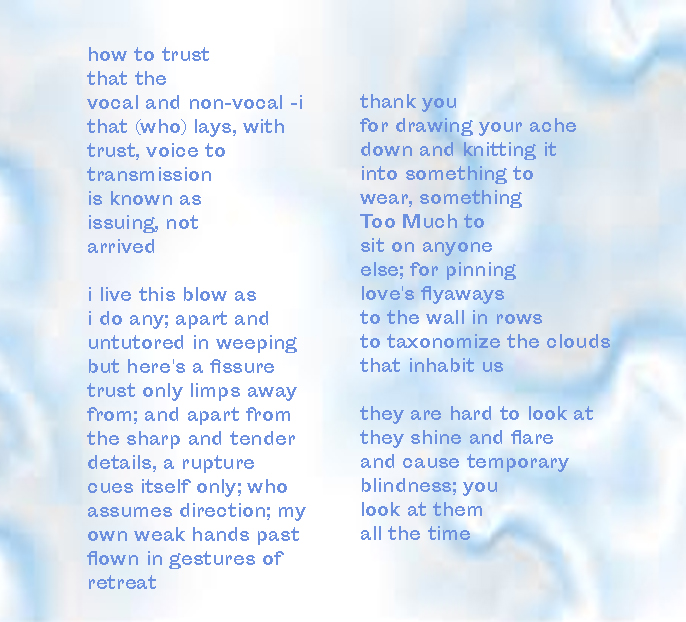 how to trust
that the
vocal and non-vocal -i
that (who) lays, with
trust, voice to
transmission
is known as
issuing, not
arrived
i live this blow as
i do any; apart and
untutored in weeping
but here's a fissure
trust only limps away
from; and apart from
the sharp and tender
details, a rupture
cues itself only; who
assumes direction; my
own weak hands past
flown in gestures of
retreat
thank you
for drawing your ache
down and knitting it
into something to
wear, something
Too Much to
sit on anyone
else; for pinning
love's flyaways
to the wall in rows
to taxonomize the clouds
that inhabit us
they are hard to look at
they shine and flare
and cause temporary
blindness; you
look at them
all the time